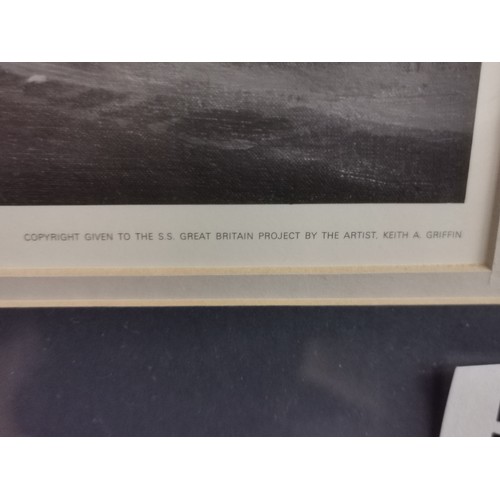 COPYRIGHT GIVEN TO THE S.S. GREAT BRITAIN PROJECT BY THE ARTIST, KEITH A. GRIFFIN